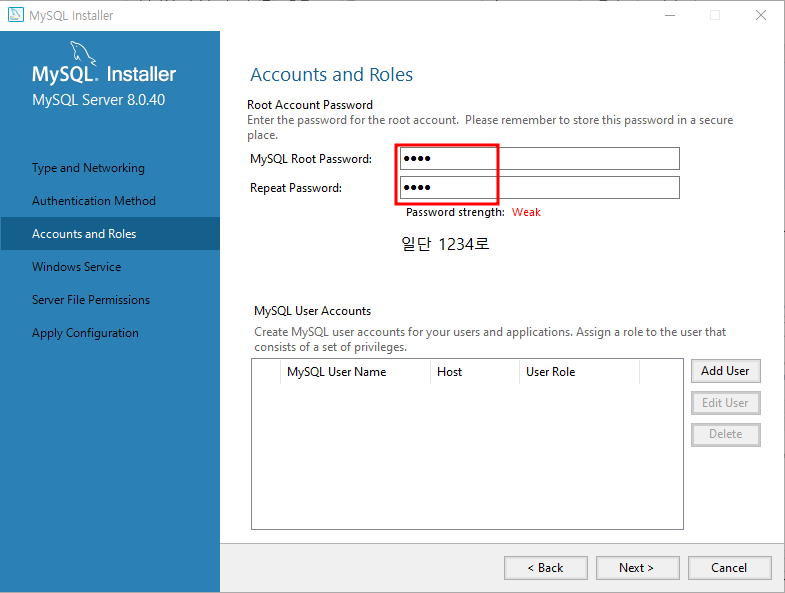 MySQL Installer
MySQL. Installer
MySQL Server 8.0.40
Type and Networking
Authentication Method
Accounts and Roles
Windows Service
Server File Permissions
Apply Configuration
Accounts and Roles
Root Account Password
Enter the password for the root account. Please remember to store this password in a secure
place.
MySQL Root Password: ●●●●
Repeat Password: ●●●●
Password strength: Weak
일단 1234로
MySQL User Accounts
Create MySQL user accounts for your users and applications. Assign a role to the user that
consists of a set of privileges.
MySQL User Name Host User Role
Add User
Edit User
Delete
< Back Next > Cancel